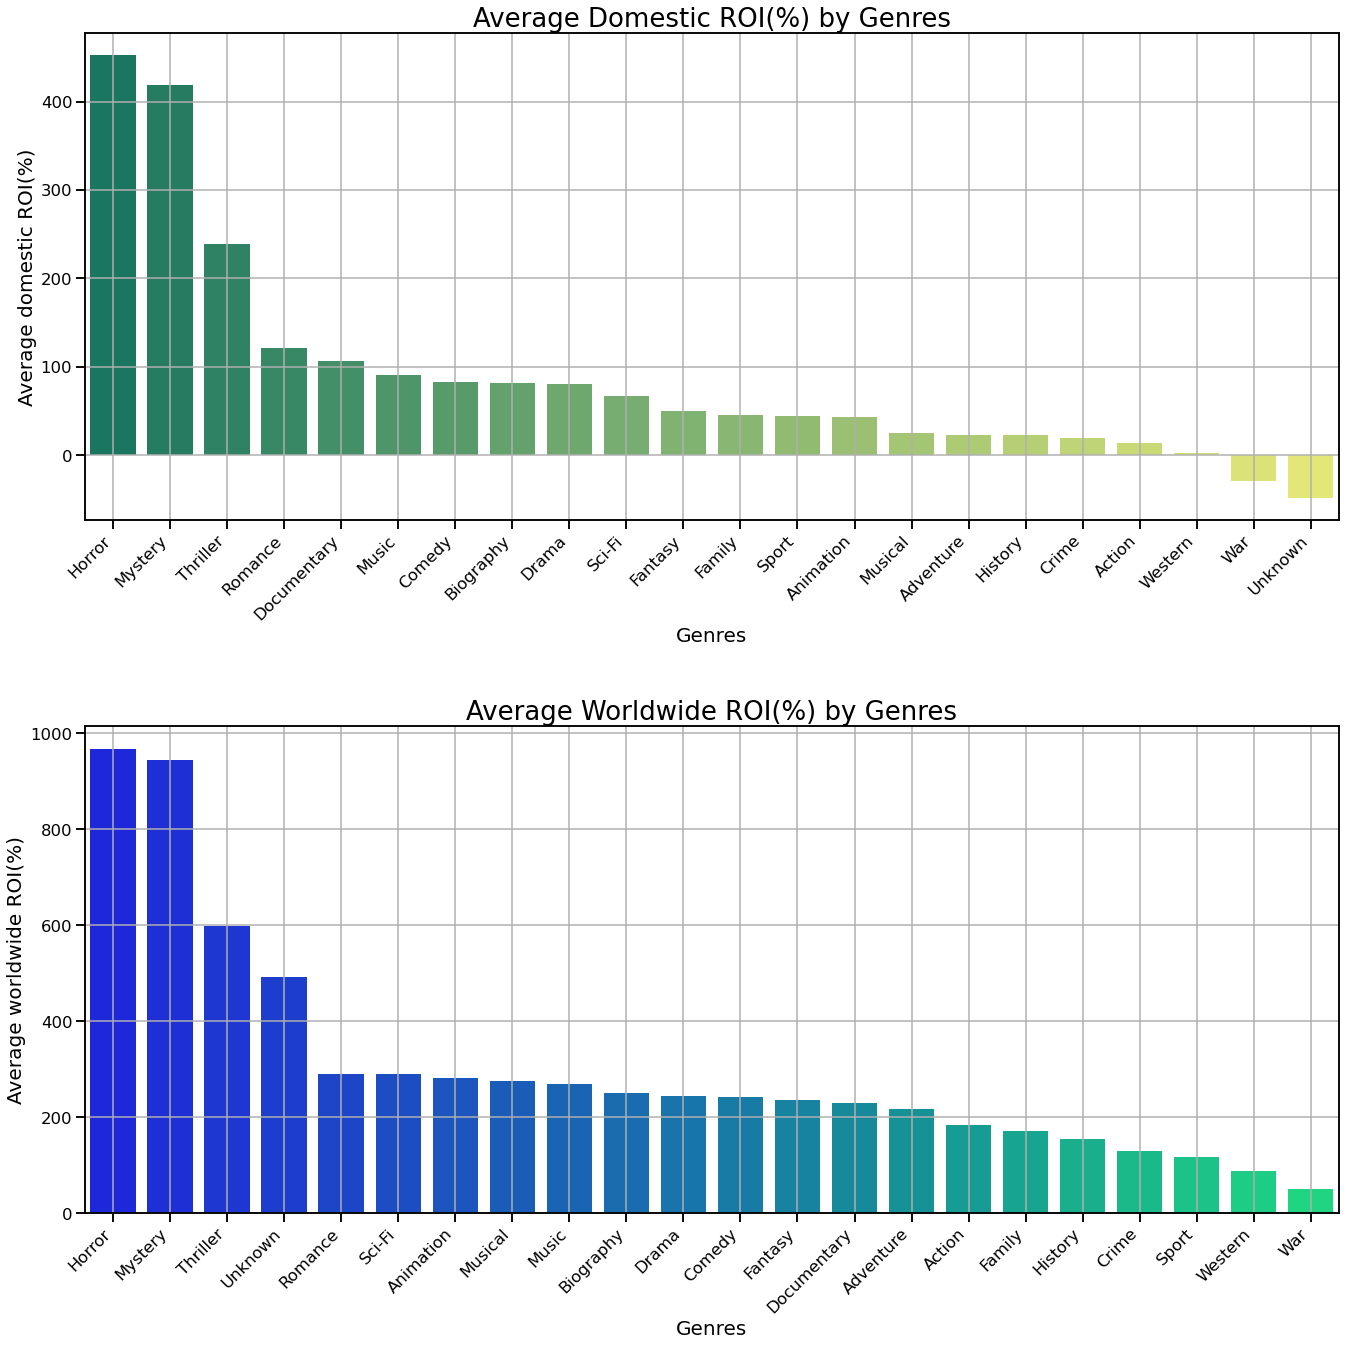 Average Domestic ROI(%) by Genres
Average domestic ROI(%)
400
300
200
100
0
Horror
Mystery
Thriller
Romance
Documentary
Music
Comedy
Biography
Drama
Sci-Fi
Fantasy
Family
Sport
Animation
Musical
Adventure
History
Crime
Action
Western
War
Unknown
Genres
Average Worldwide ROI(%) by Genres
Average worldwide ROI(%)
1000
800
600
400
200
0
Horror
Mystery
Thriller
Unknown
Romance
Sci-Fi
Animation
Musical
Music
Biography
Drama
Comedy
Fantasy
Documentary
Adventure
Action
Family
History
Crime
Sport
Western
War
Genres